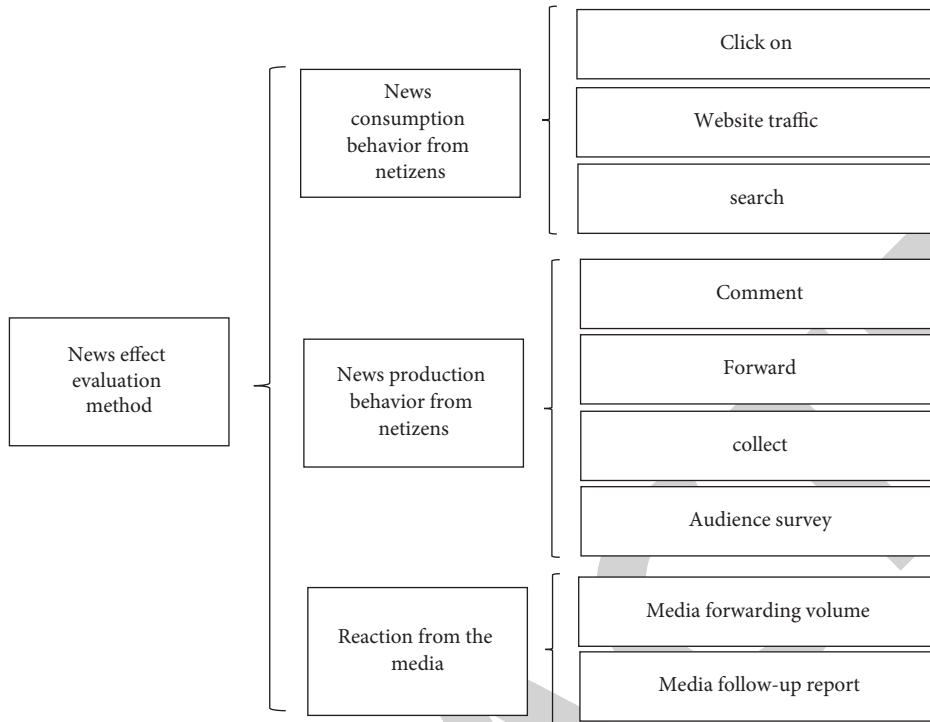 News effect
evaluation
method
News
consumption
behavior from
netizens
Click on
Website traffic
search
News production
behavior from
netizens
Comment
Forward
collect
Audience survey
Reaction from the
media
Media forwarding volume
Media follow-up report